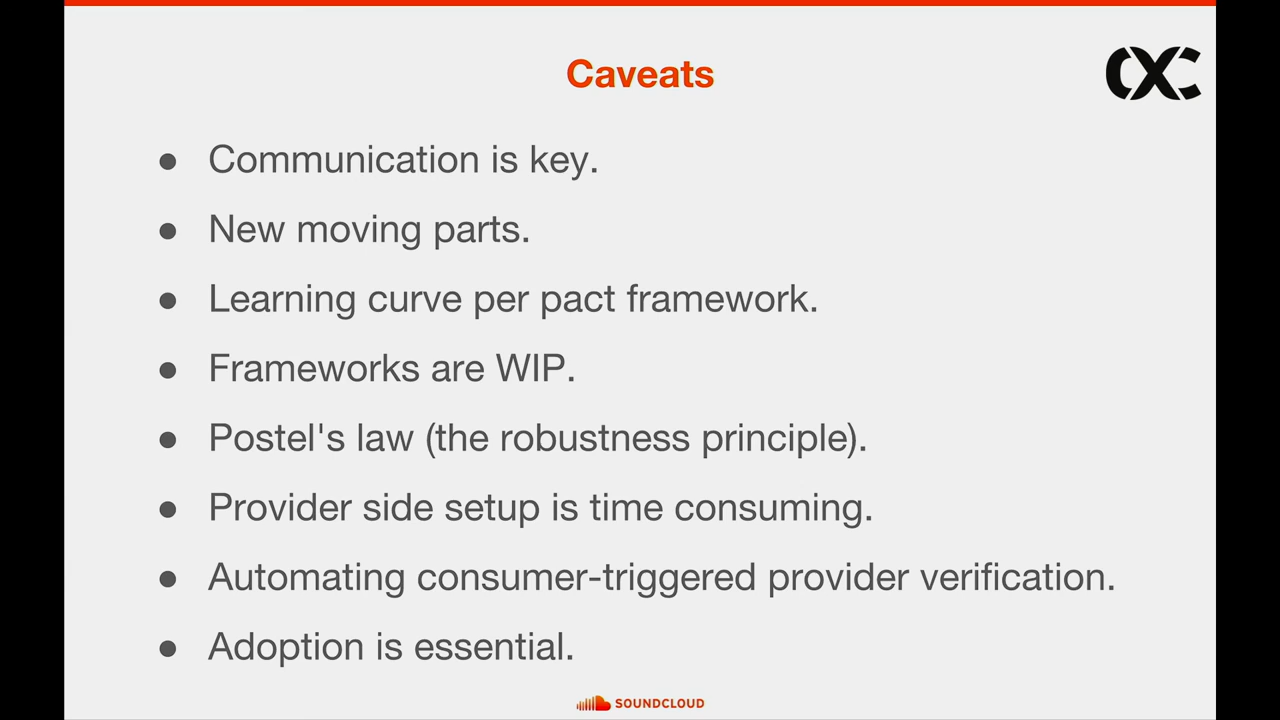 Caveats
● Communication is key.
● New moving parts.
● Learning curve per pact framework.
● Frameworks are WIP.
● Postel's law (the robustness principle).
● Provider side setup is time consuming.
● Automating consumer-triggered provider verification.
● Adoption is essential.
SOUNDCLOUD